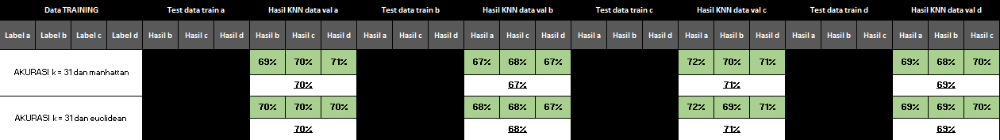 Data TRAINING Test data train a Hasil KNN data val a Test data train b Hasil KNN data val b Test data train c Hasil KNN data val c Test data train d Hasil KNN data val d
Label a Label b Label c Label d Hasil b Hasil c Hasil d Hasil b Hasil c Hasil d Hasil a Hasil c Hasil d Hasil a Hasil c Hasil d Hasil a Hasil b Hasil d Hasil a Hasil b Hasil d Hasil a Hasil b Hasil c Hasil a Hasil b Hasil c
AKURASI k = 31 dan manhattan 69% 70% 71% 67% 68% 67% 72% 70% 71% 69% 68% 70%
70% 67% 71% 69%
AKURASI k = 31 dan euclidean 70% 70% 70% 68% 68% 67% 72% 69% 71% 69% 69% 70%
70% 68% 71% 69%